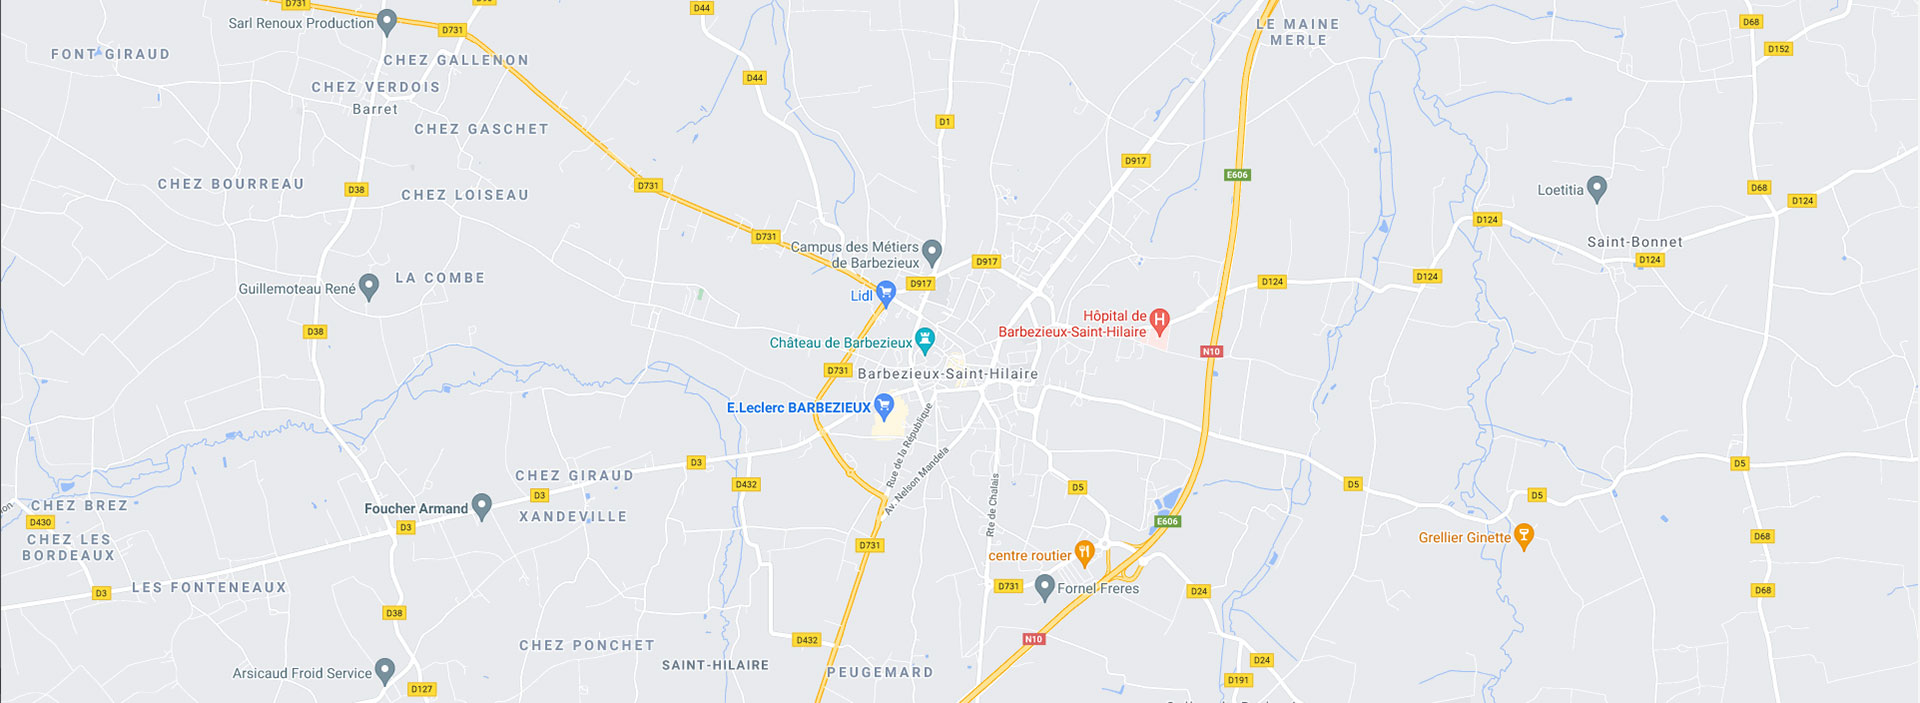 D731
D44
D68
Sarl Renoux Production
D731
LE MAINE
MERLE
D152
FONT GIRAUD
CHEZ GALLENON
D44
CHEZ VERDOIS
Barret
D1
CHEZ GASCHET
D917
E606
CHEZ BOURREAU
D38
D731
CHEZ LOISEAU
Loetitia
D68
D124
D124
D731
Campus des Métiers
de Barbezieux
D917
Saint-Bonnet
D124
LA COMBE
D917
D124
D124
Guillemoteau René
Lidl
Hôpital de
Barbezieux-Saint-Hilaire
D38
Château de Barbezieux
N10
D731
Barbezieux-Saint-Hilaire
E.Leclerc BARBEZIEUX
Rue de la République
Av. Nelson Mandela
Rte de Chalais
D3
D5
CHEZ GIRAUD
D432
D5
D5
D3
D5
CHEZ BREZ
Foucher Armand
XANDEVILLE
D430
D3
E606
CHEZ LES
BORDEAUX
D731
Grellier Ginette
D68
centre routier
LES FONTENEAUX
D3
D731
Fornel Freres
D24
D68
D38
CHEZ PONCHET
D432
N10
SAINT-HILAIRE
D24
Arsicaud Froid Service
PEUGEMARD
D191
D127